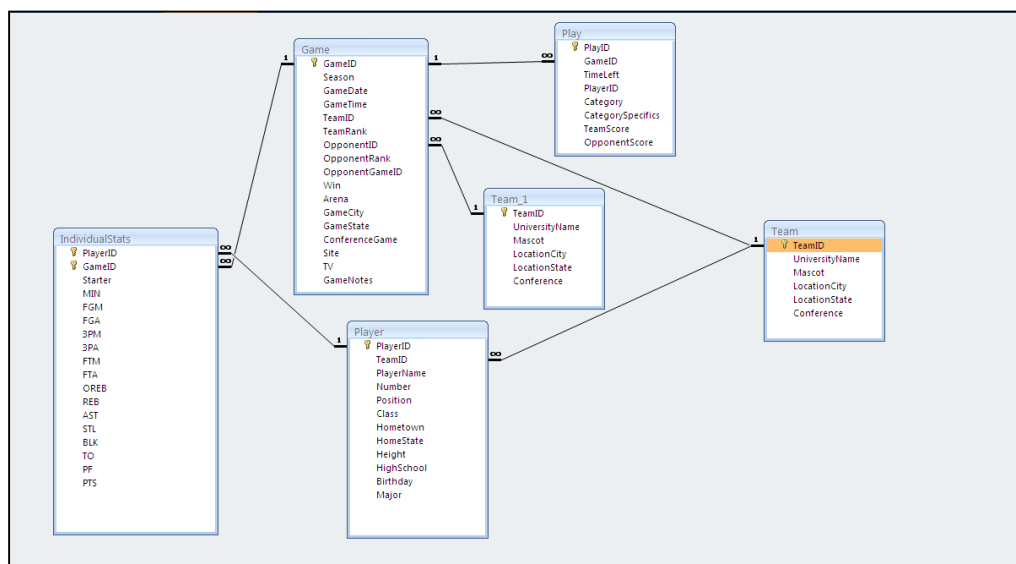 Game
GameID
Season
GameDate
GameTime
TeamID
TeamRank
OpponentID
OpponentRank
OpponentGameID
Win
Arena
GameCity
GameState
ConferenceGame
Site
TV
GameNotes
Play
PlayID
GameID
TimeLeft
PlayerID
Category
CategorySpecifics
TeamScore
OpponentScore
Team_1
TeamID
UniversityName
Mascot
LocationCity
LocationState
Conference
Team
TeamID
UniversityName
Mascot
LocationCity
LocationState
Conference
IndividualStats
PlayerID
GameID
Starter
MIN
FGM
FGA
3PM
3PA
FTM
FTA
OREB
REB
AST
STL
BLK
TO
PF
PTS
Player
PlayerID
TeamID
PlayerName
Number
Position
Class
Hometown
HomeState
Height
HighSchool
Birthday
Major
1
1
∞
∞
∞
1
1
∞
∞
1
∞